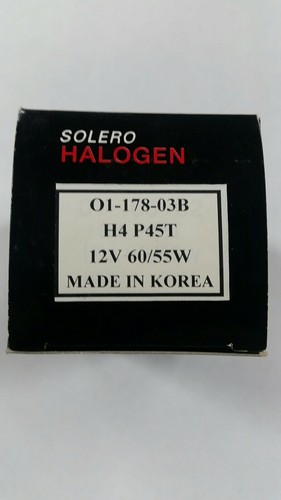 SOLERO
HALOGEN
O1-178-03B
H4 P45T
12V 60/55W
MADE IN KOREA